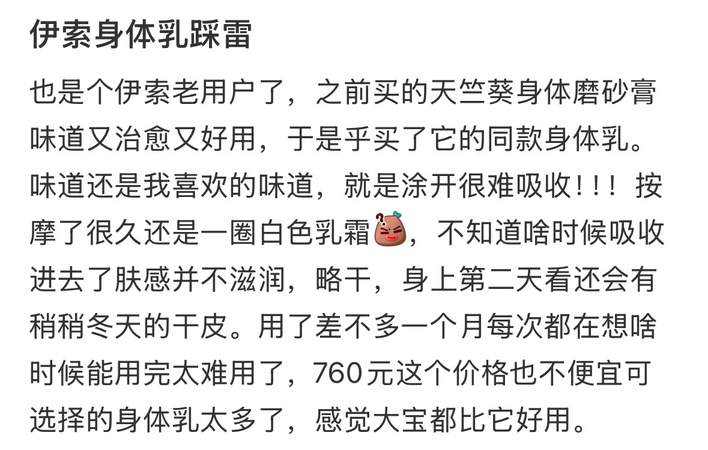 伊索身体乳踩雷
也是个伊索老用户了，之前买的天竺葵身体磨砂膏
味道又治愈又好用，于是乎买了它的同款身体乳。
味道还是我喜欢的味道，就是涂开很难吸收！！！按
摩了很久还是一圈白色乳霜，不知道啥时候吸收
进去了肤感并不滋润，略干，身上第二天看还会有
稍稍冬天的干皮。用了差不多一个月每次都在想啥
时候能用完太难用了，760元这个价格也不便宜可
选择的身体乳太多了，感觉大宝都比它好用。